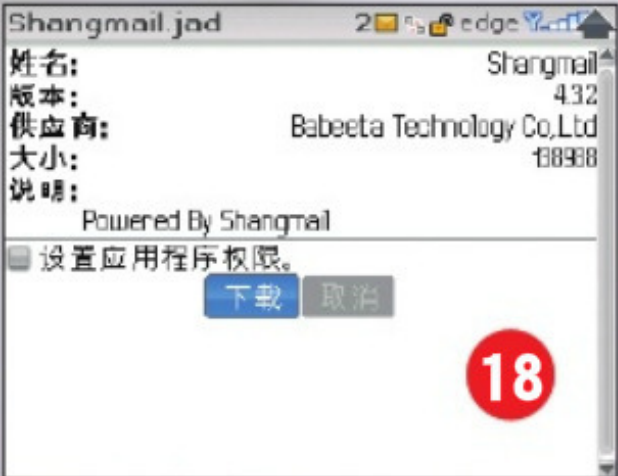 Shangmail.jad 2 edge
姓名: Shangmail
版本: 4.3.2
供应商: Babeeta Technology Co,Ltd
大小:
说明:
Powered By Shangmail
设置应用程序权限。
下载 取消
18